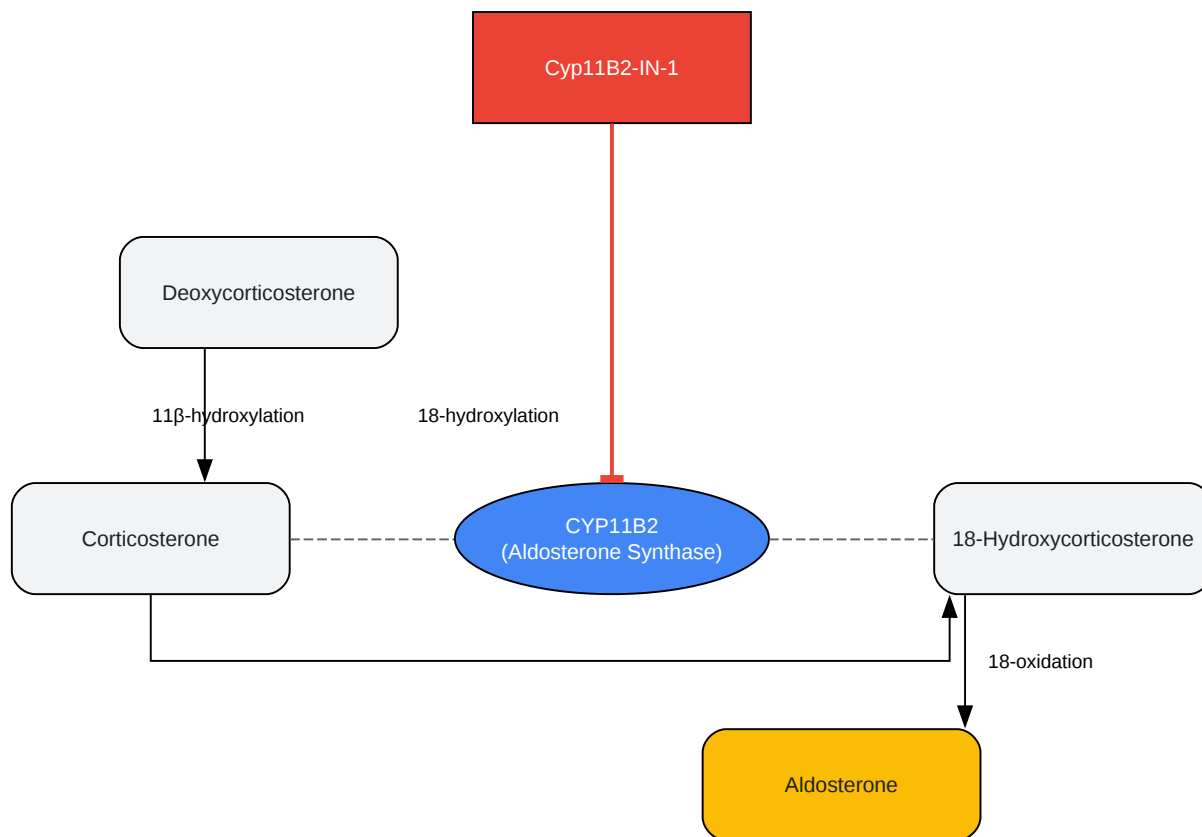 Cyp11B2-IN-1
Deoxycorticosterone
11β-hydroxylation
18-hydroxylation
Corticosterone
CYP11B2
(Aldosterone Synthase)
18-Hydroxycorticosterone
18-oxidation
Aldosterone